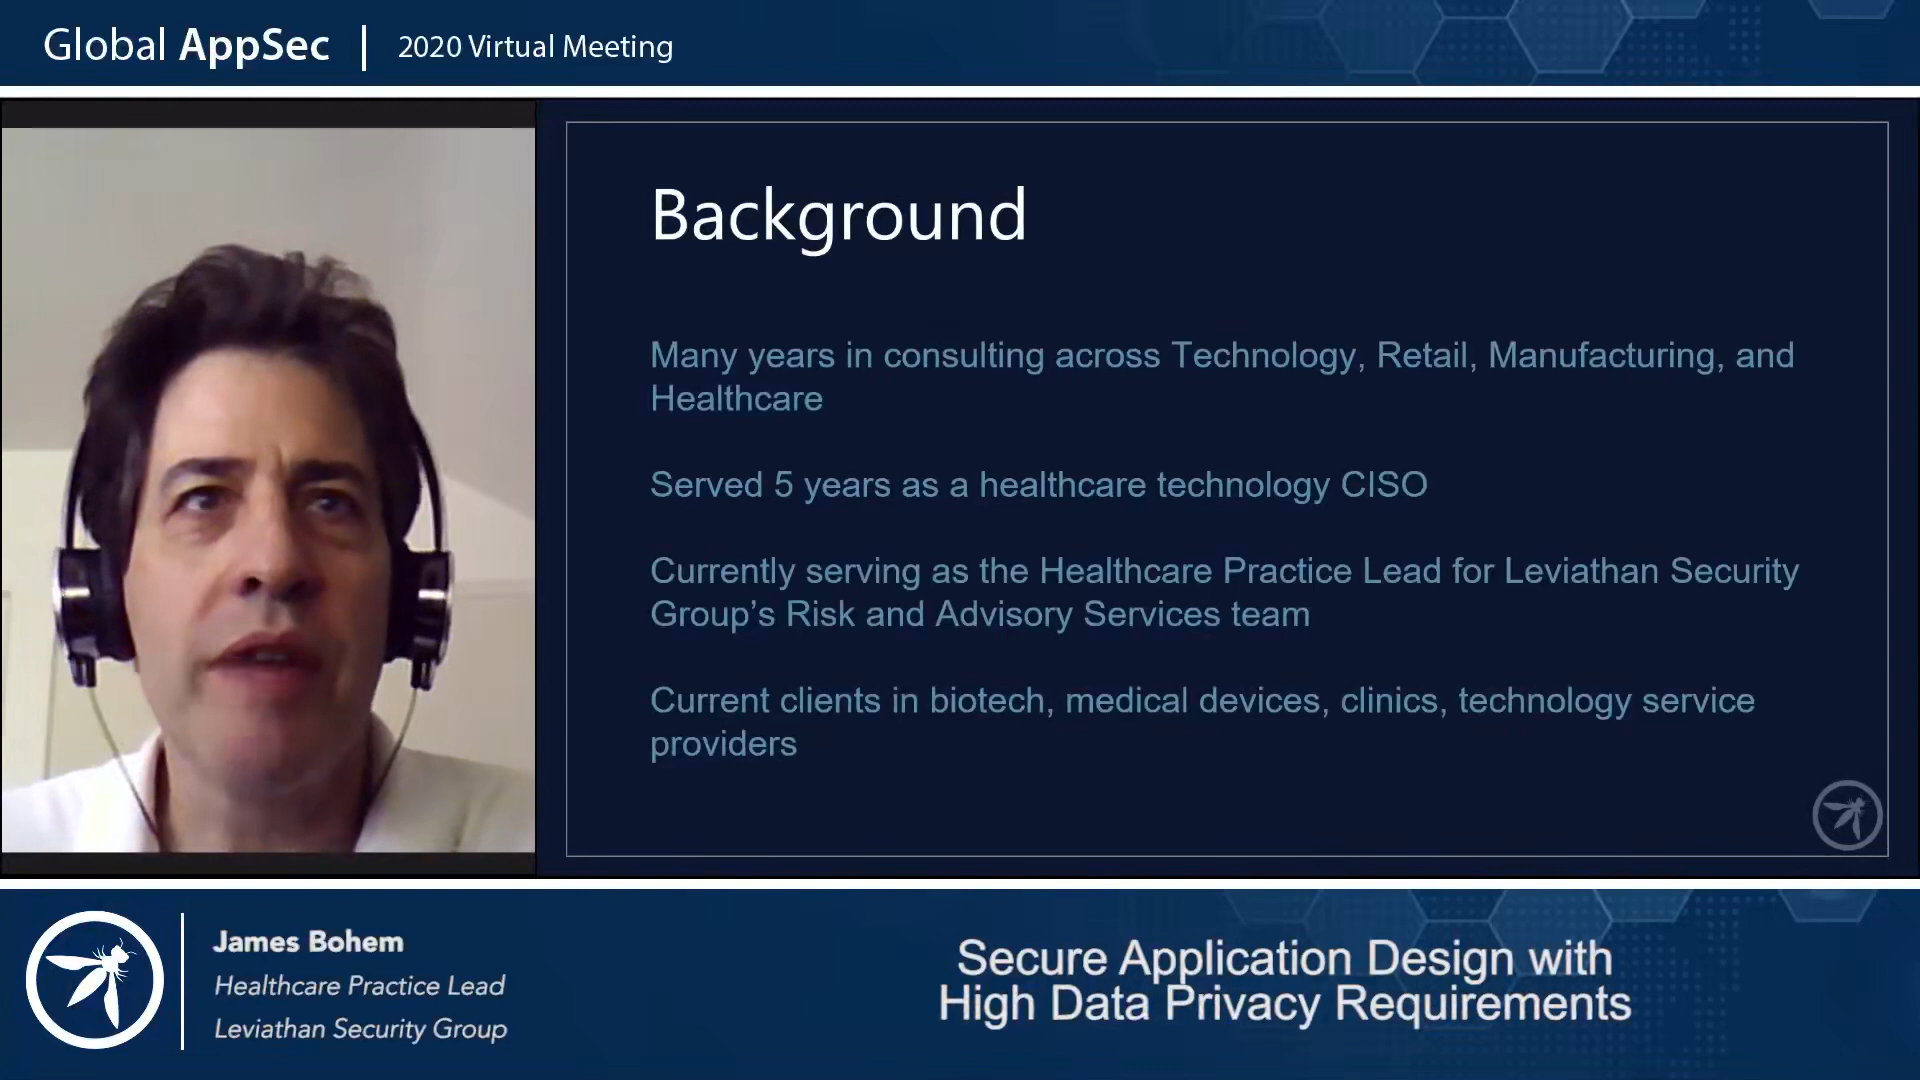 Global AppSec | 2020 Virtual Meeting
Background
Many years in consulting across Technology, Retail, Manufacturing, and
Healthcare
Served 5 years as a healthcare technology CISO
Currently serving as the Healthcare Practice Lead for Leviathan Security
Group’s Risk and Advisory Services team
Current clients in biotech, medical devices, clinics, technology service
providers
James Bohem
Healthcare Practice Lead
Leviathan Security Group
Secure Application Design with
High Data Privacy Requirements